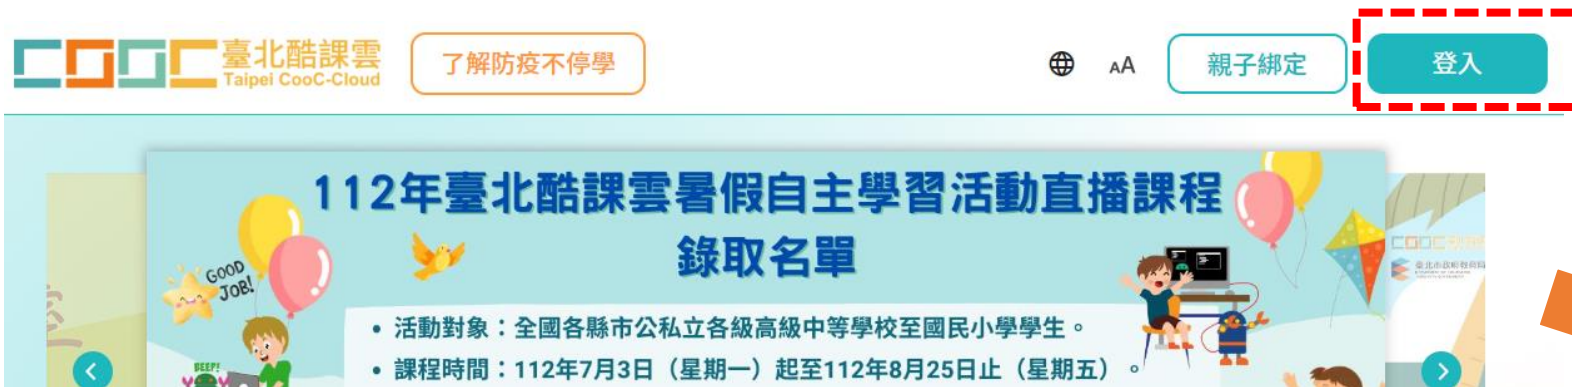 臺北酷課雲
Taipei CooC-Cloud
了解防疫不停學
AA
親子綁定
登入
112年臺北酷課雲暑假自主學習活動直播課程
錄取名單
GOOD
JOB!
• 活動對象：全國各縣市公私立各級高級中等學校至國民小學學生。
BEEP!
• 課程時間：112年7月3日（星期一）起至112年8月25日止（星期五）。